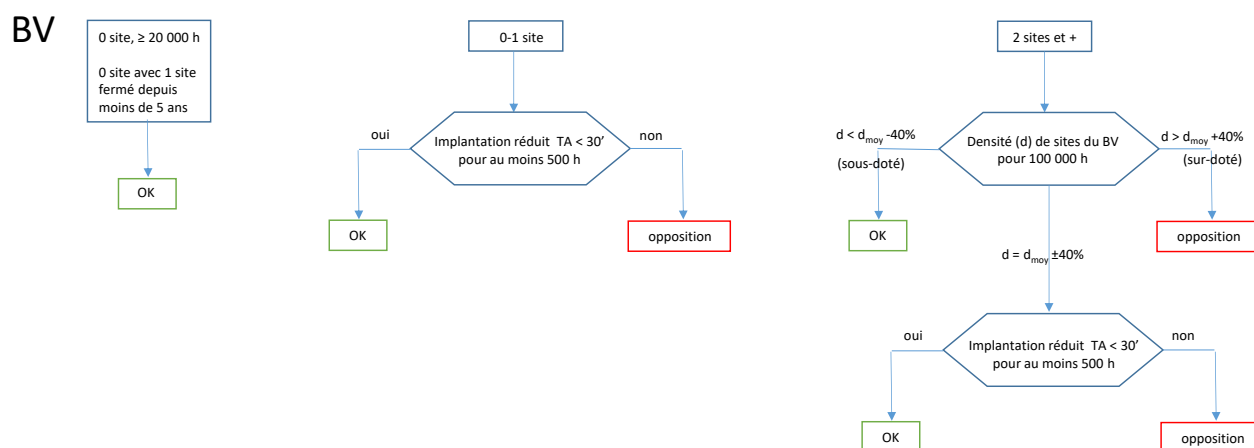 BV
0 site, ≥ 20 000 h
0 site avec 1 site
fermé depuis
moins de 5 ans
OK
0-1 site
oui
Implantation réduit TA < 30’
pour au moins 500 h
non
OK
opposition
2 sites et +
d < dmoy -40%
(sous-doté)
Densité (d) de sites du BV
pour 100 000 h
d > dmoy +40%
(sur-doté)
OK
opposition
d = dmoy ±40%
oui
Implantation réduit TA < 30’
pour au moins 500 h
non
OK
opposition